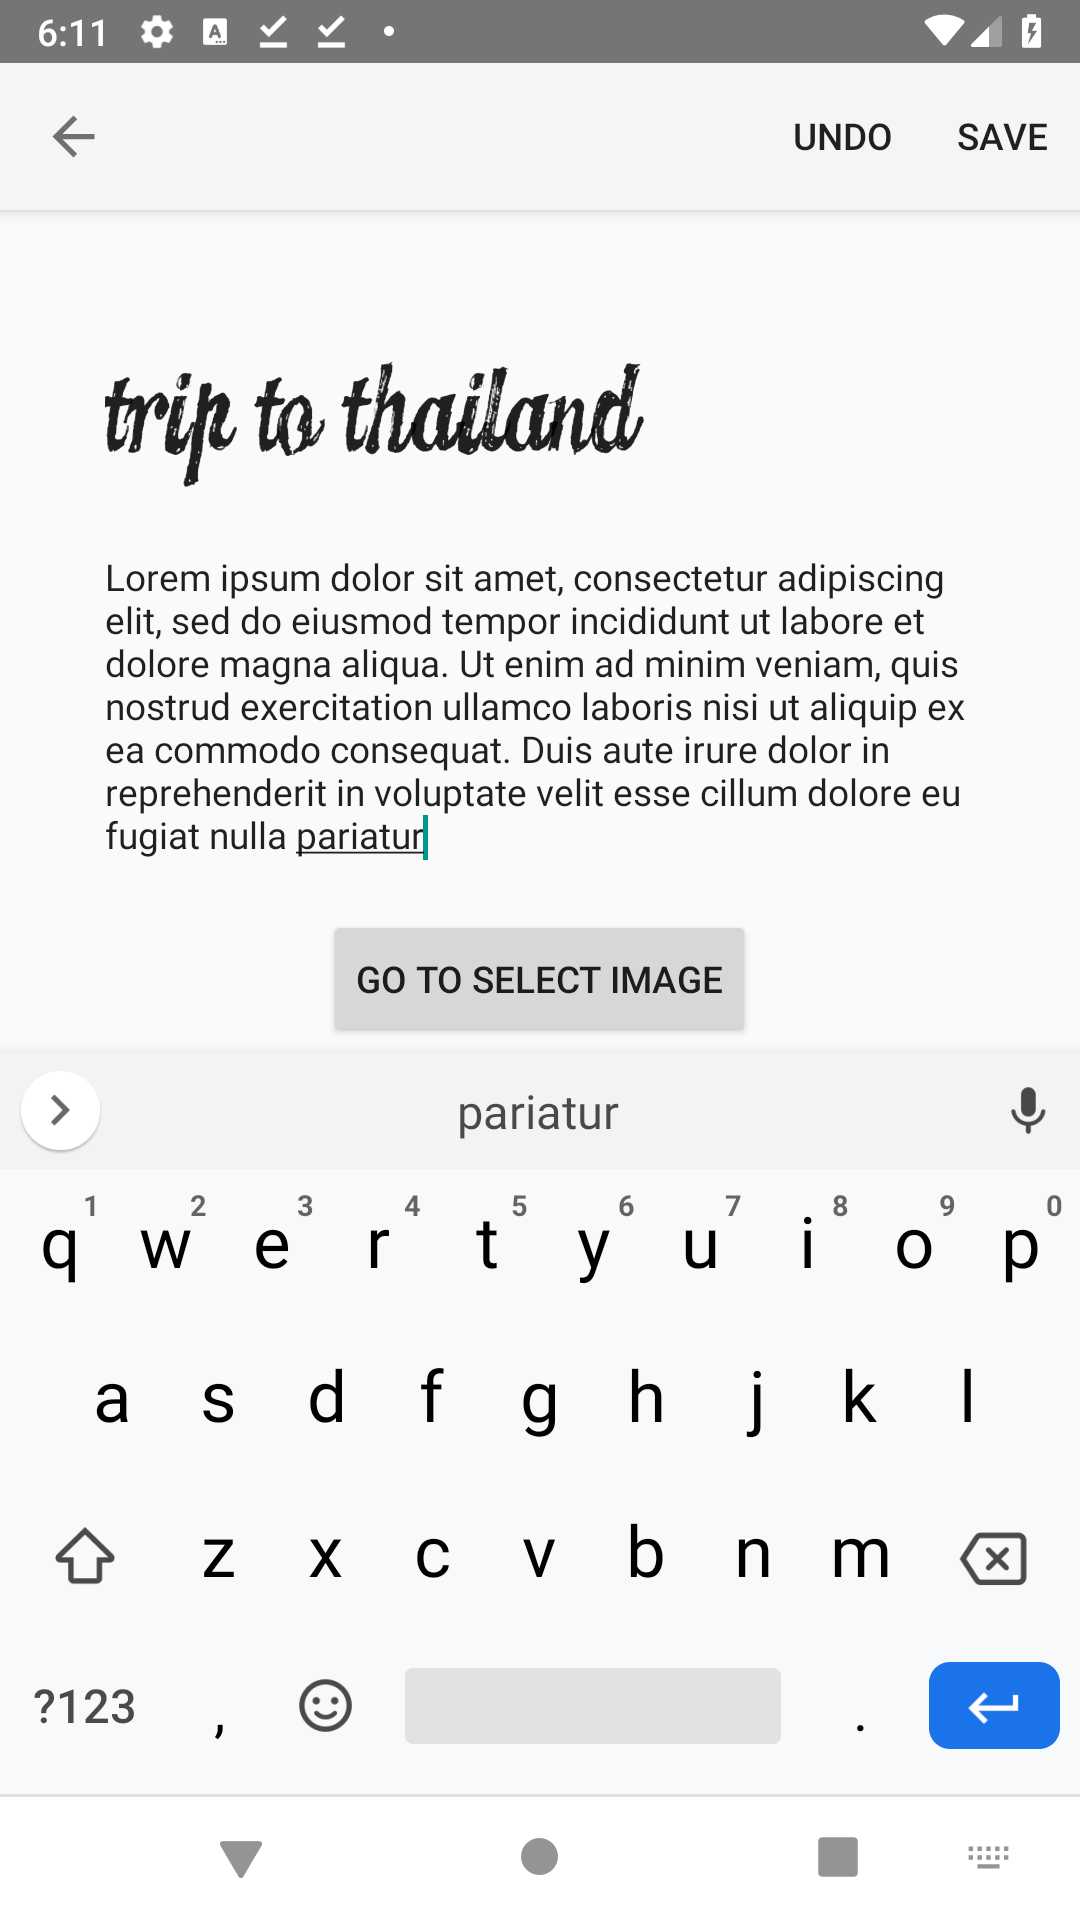 6:11
UNDO SAVE
trip to thailand
Lorem ipsum dolor sit amet, consectetur adipiscing
elit, sed do eiusmod tempor incididunt ut labore et
dolore magna aliqua. Ut enim ad minim veniam, quis
nostrud exercitation ullamco laboris nisi ut aliquip ex
ea commodo consequat. Duis aute irure dolor in
reprehenderit in voluptate velit esse cillum dolore eu
fugiat nulla pariatur
GO TO SELECT IMAGE
pariatur
1 2 3 4 5 6 7 8 9 0
q w e r t y u i o p
a s d f g h j k l
z x c v b n m
?123 , .